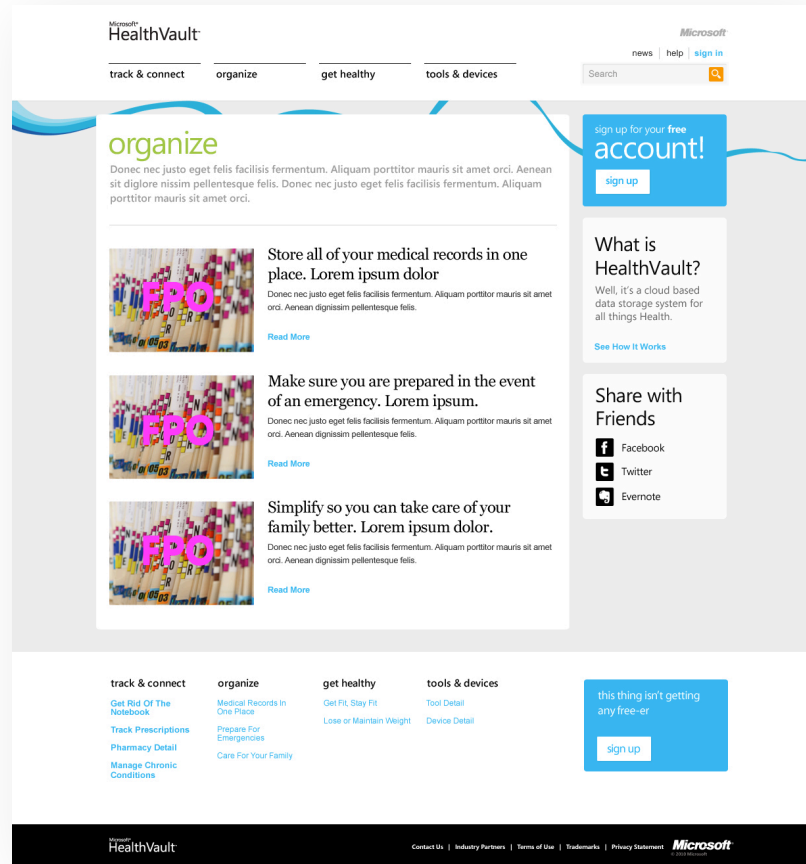 Microsoft®
HealthVault™
Microsoft
news | help | sign in
track & connect
organize
get healthy
tools & devices
Search
organize
Donec nec justo eget felis facilisis fermentum. Aliquam porttitor mauris sit amet orci. Aenean
sit diglore nissim pellentesque felis. Donec nec justo eget felis facilisis fermentum. Aliquam
porttitor mauris sit amet orci.
FPO
Store all of your medical records in one
place. Lorem ipsum dolor
Donec nec justo eget felis facilisis fermentum. Aliquam porttitor mauris sit amet
orci. Aenean dignissim pellentesque felis.
Read More
FPO
Make sure you are prepared in the event
of an emergency. Lorem ipsum.
Donec nec justo eget felis facilisis fermentum. Aliquam porttitor mauris sit amet
orci. Aenean dignissim pellentesque felis.
Read More
FPO
Simplify so you can take care of your
family better. Lorem ipsum dolor.
Donec nec justo eget felis facilisis fermentum. Aliquam porttitor mauris sit amet
orci. Aenean dignissim pellentesque felis.
Read More
sign up for your free
account!
sign up
What is
HealthVault?
Well, it's a cloud based
data storage system for
all things Health.
See How It Works
Share with
Friends
Facebook
Twitter
Evernote
track & connect
Get Rid Of The
Notebook
Track Prescriptions
Pharmacy Detail
Manage Chronic
Conditions
organize
Medical Records In
One Place
Prepare For
Emergencies
Care For Your Family
get healthy
Get Fit, Stay Fit
Lose or Maintain Weight
tools & devices
Tool Detail
Device Detail
this thing isn't getting
any free-er
sign up
Microsoft®
HealthVault™
Contact Us | Industry Partners | Terms of Use | Trademarks | Privacy Statement
Microsoft
© 2010 Microsoft